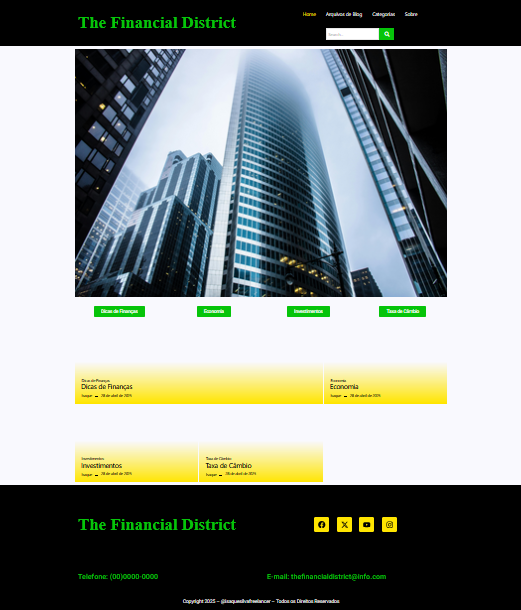 The Financial District
Home Arquivos de Blog Categorias Sobre
Search...
Dicas de Finanças Economia Investimentos Taxa de Câmbio
Dicas de Finanças
Dicas de Finanças
Isaque — 28 de abril de 2025
Economia
Economia
Isaque — 28 de abril de 2025
Investimentos
Investimentos
Isaque — 28 de abril de 2025
Taxa de Câmbio
Taxa de Câmbio
Isaque — 28 de abril de 2025
The Financial District
Telefone: (00)0000-0000
E-mail: thefinancialdistrict@info.com
Copyright 2025 – @isaquesilvafreelancer – Todos os Direitos Reservados